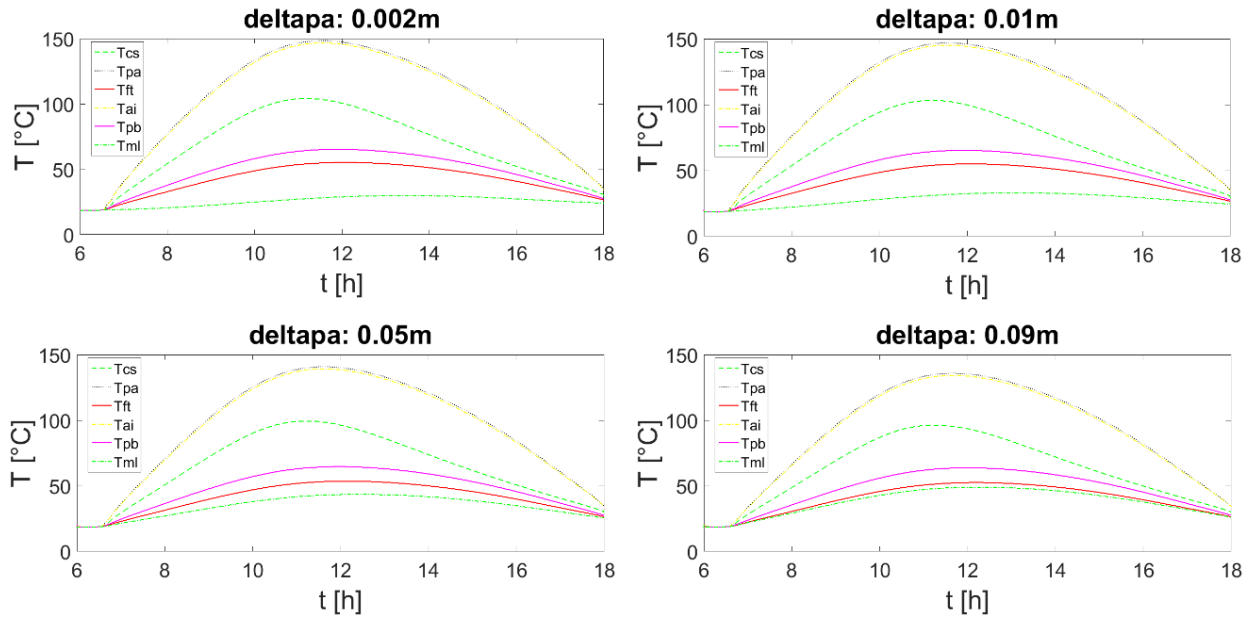 deltapa: 0.002m
T [°C]
150
100
50
0
Tcs
Tpa
Tft
Tai
Tpb
Tml
6 8 10 12 14 16 18
t [h]
deltapa: 0.01m
T [°C]
150
100
50
0
Tcs
Tpa
Tft
Tai
Tpb
Tml
6 8 10 12 14 16 18
t [h]
deltapa: 0.05m
T [°C]
150
100
50
0
Tcs
Tpa
Tft
Tai
Tpb
Tml
6 8 10 12 14 16 18
t [h]
deltapa: 0.09m
T [°C]
150
100
50
0
Tcs
Tpa
Tft
Tai
Tpb
Tml
6 8 10 12 14 16 18
t [h]